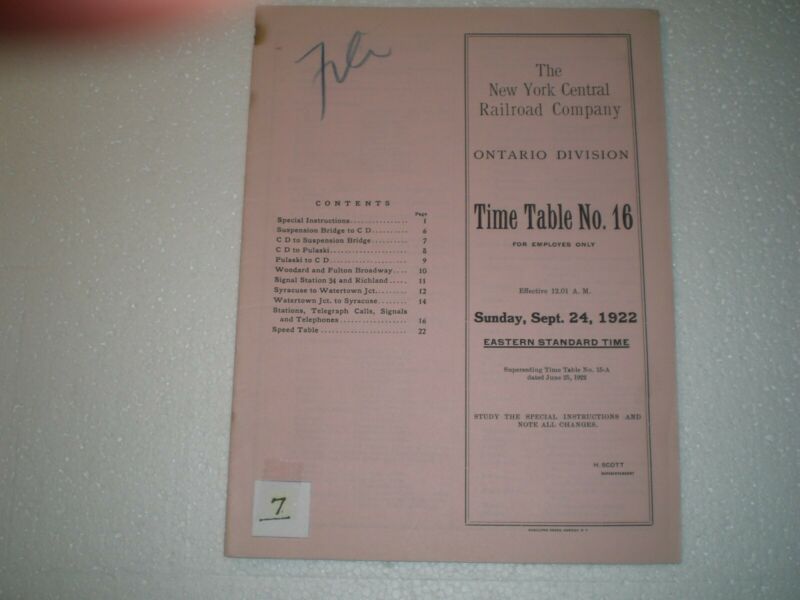 File
CONTENTS
Page
Special Instructions................ 1
Suspension Bridge to C D.......... 6
C D to Suspension Bridge.......... 7
C D to Pulaski...................... 8
Pulaski to C D...................... 9
Woodard and Fulton Broadway.... 10
Signal Station 34 and Richland.... 11
Syracuse to Watertown Jct......... 12
Watertown Jct. to Syracuse........ 14
Stations, Telegraph Calls, Signals
and Telephones.................. 16
Speed Table ...................... 22
7
The
New York Central
Railroad Company
ONTARIO DIVISION
Time Table No. 16
FOR EMPLOYES ONLY
Effective 12.01 A. M.
Sunday, Sept. 24, 1922
EASTERN STANDARD TIME
Superseding Time Table No. 15-A
dated June 25, 1922
STUDY THE SPECIAL INSTRUCTIONS AND
NOTE ALL CHANGES.
H. SCOTT
SUPERINTENDENT